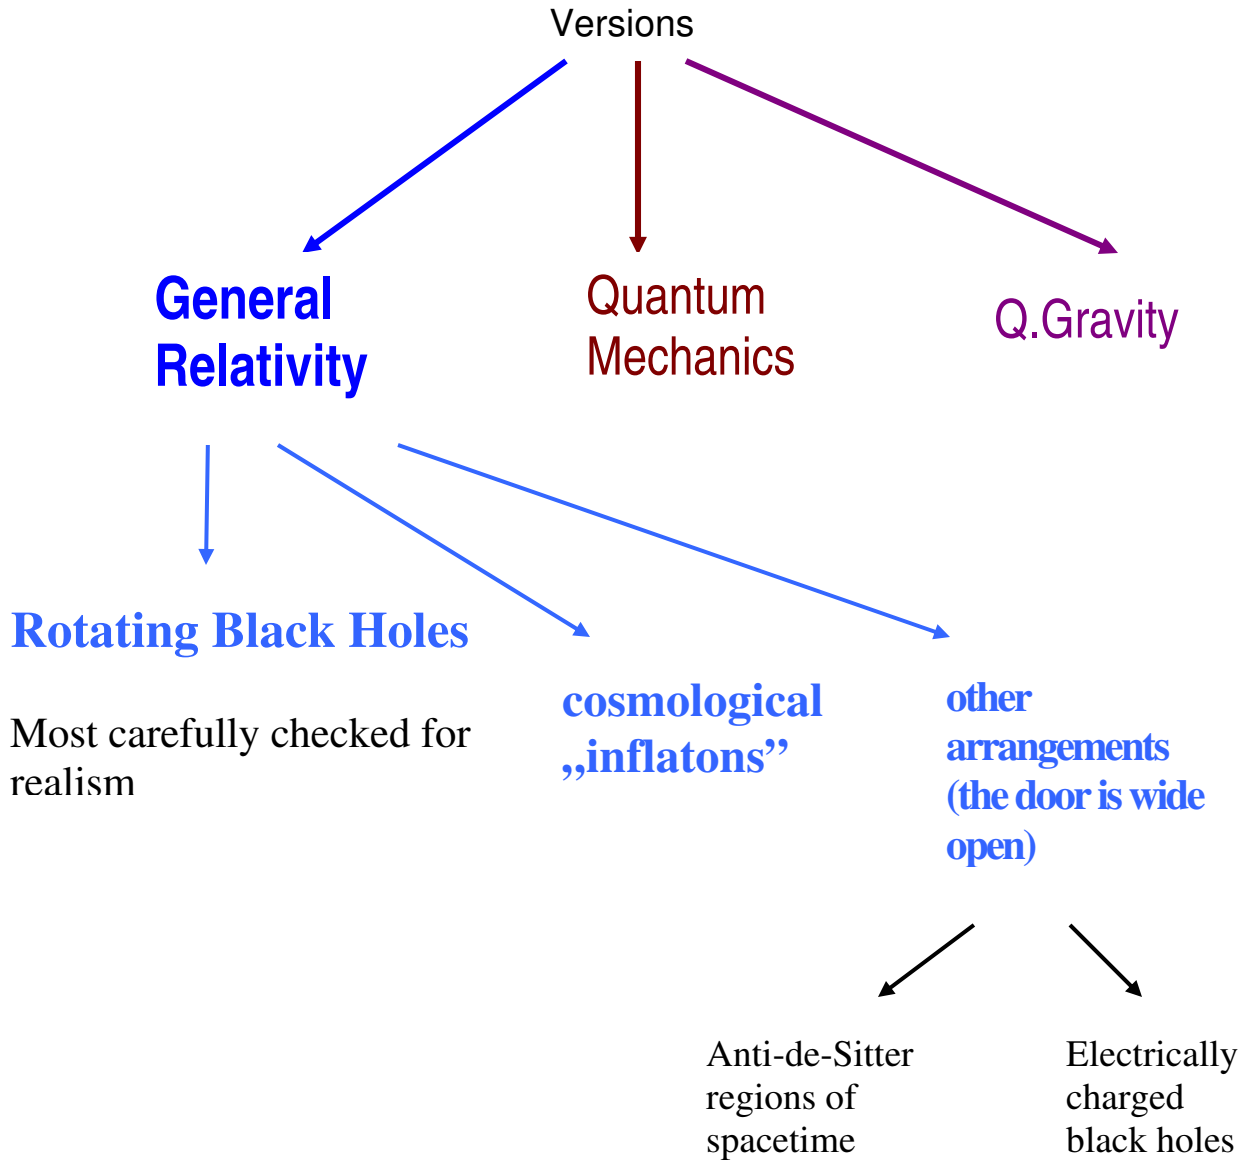 Versions
General
Relativity
Quantum
Mechanics
Q.Gravity
Rotating Black Holes
Most carefully checked for
realism
cosmological
„inflatons”
other
arrangements
(the door is wide
open)
Anti-de-Sitter
regions of
spacetime
Electrically
charged
black holes